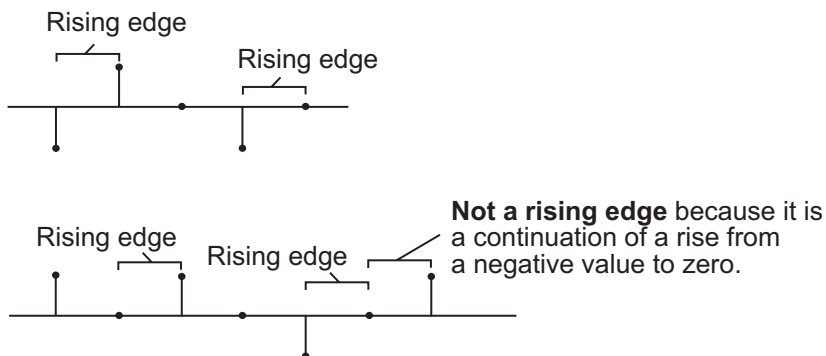 Rising edge
Rising edge
Not a rising edge because it is
a continuation of a rise from
a negative value to zero.
Rising edge
Rising edge